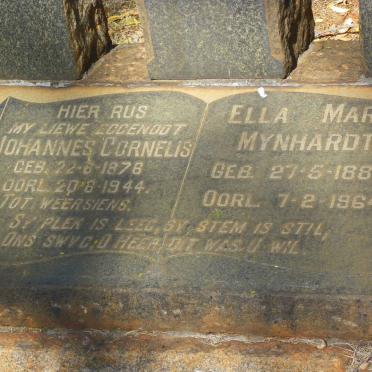 HIER RUS
MY LIEWE EGGENOOT
JOHANNES CORNELIS
GEB. 22-6-1876
OORL. 20-8-1944.
TOT WEERSIENS.
SY PLEK IS LEEG, SY STEM IS STIL,
ONS SWYG, O HEER, DIT WAS U WIL.
ELLA MAR
MYNHARDT
GEB. 27-5-188
OORL. 7-2-1964